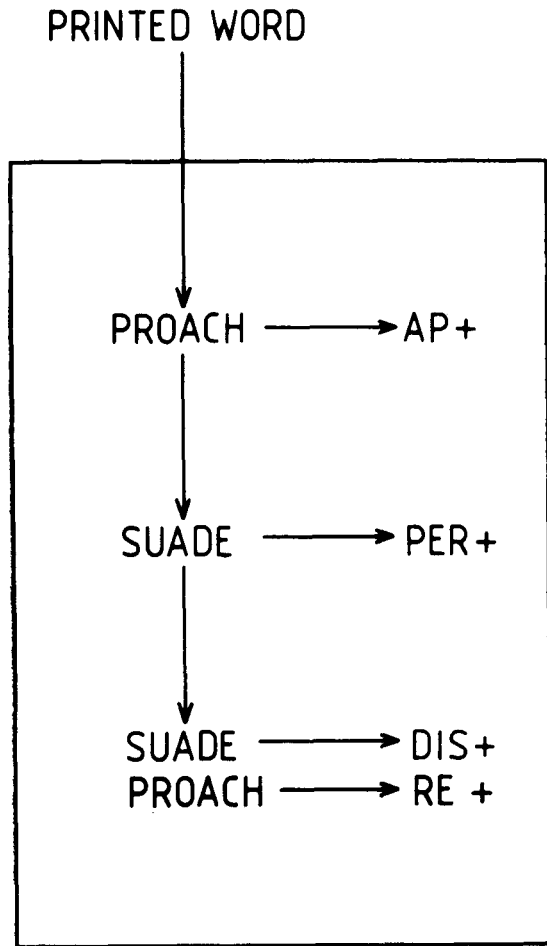 PRINTED WORD
PROACH AP+
SUADE PER+
SUADE DIS+
PROACH RE +